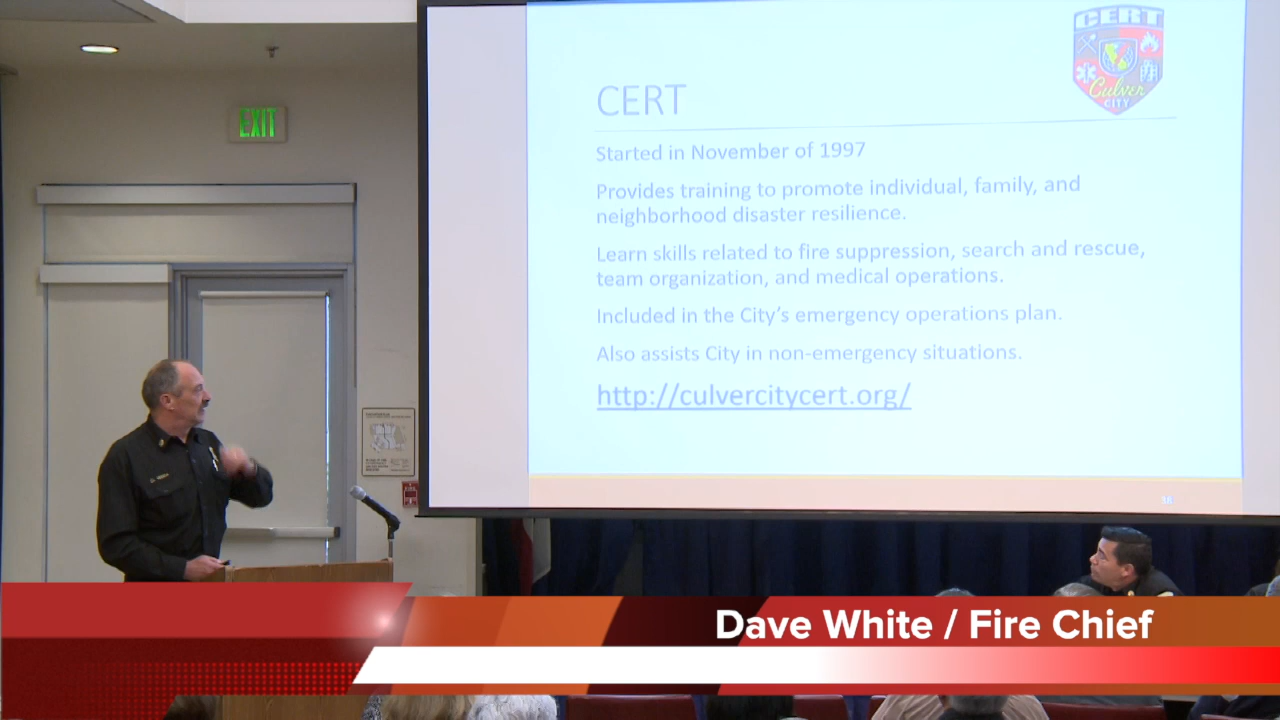 CERT
Culver
CITY
EXIT
CERT
Started in November of 1997
Provides training to promote individual, family, and
neighborhood disaster resilience.
Learn skills related to fire suppression, search and rescue,
team organization, and medical operations.
Included in the City's emergency operations plan.
Also assists City in non-emergency situations.
http://culvercitycert.org/
Dave White / Fire Chief